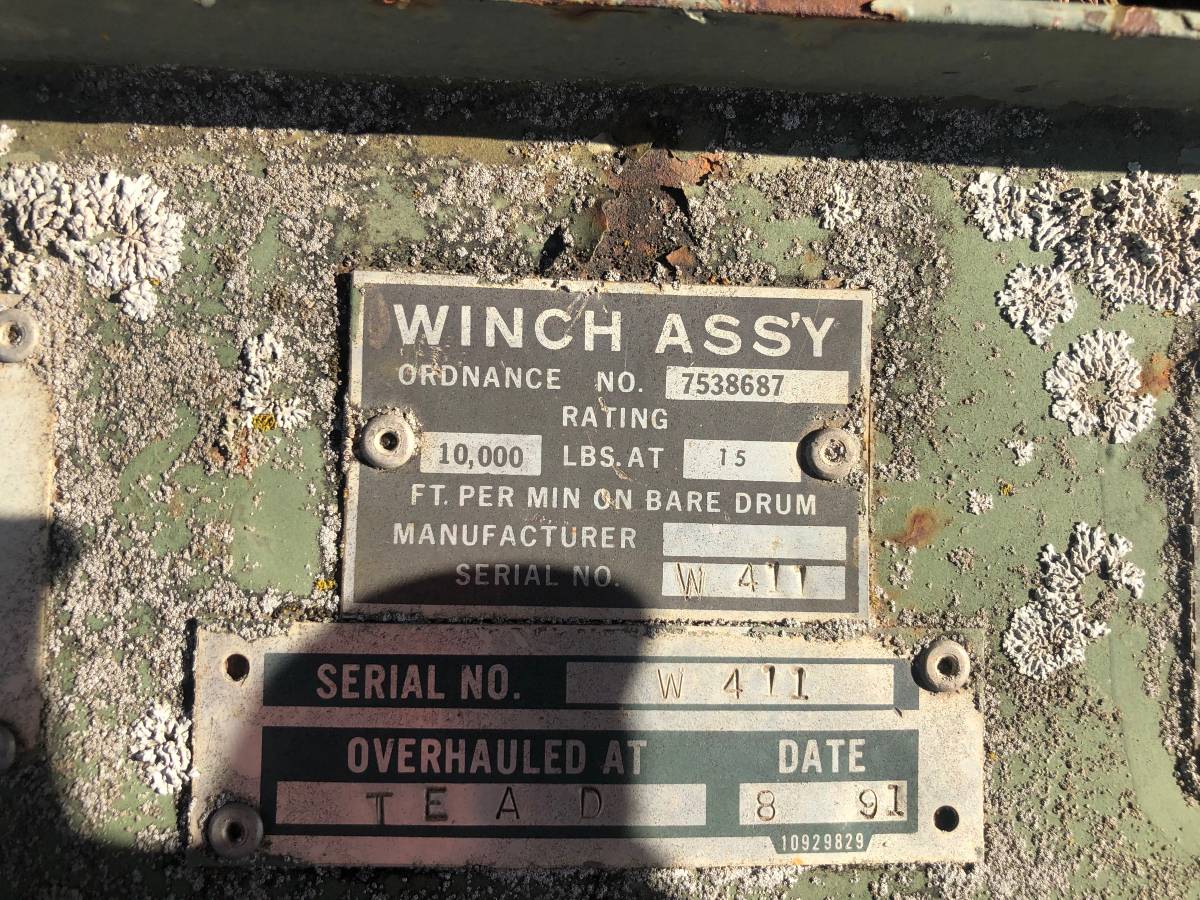 WINCH ASS'Y
ORDNANCE NO. 7538687
RATING
10,000 LBS. AT 15
FT. PER MIN ON BARE DRUM
MANUFACTURER
SERIAL NO. W 411
SERIAL NO. W 411
OVERHAULED AT DATE
TEAD 8 91
10929829